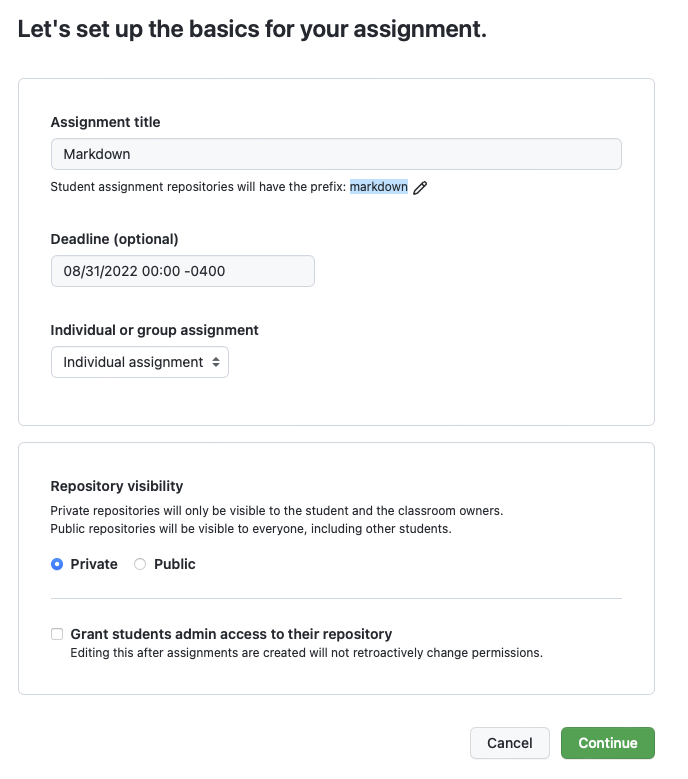 Let's set up the basics for your assignment.
Assignment title
Markdown
Student assignment repositories will have the prefix: markdown
Deadline (optional)
08/31/2022 00:00 -0400
Individual or group assignment
Individual assignment
Repository visibility
Private repositories will only be visible to the student and the classroom owners.
Public repositories will be visible to everyone, including other students.
Private Public
Grant students admin access to their repository
Editing this after assignments are created will not retroactively change permissions.
Cancel Continue